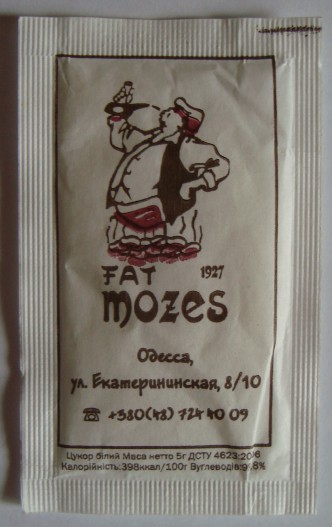 FAT 1927
mozes
Одесса,
ул. Екатерининская, 8/10
☎ +380(48) 724 40 09
Цукор білий Маса нетто 5г ДСТУ 4623:2006
Калорійність:398ккал/100г Вуглеводів:99,8%